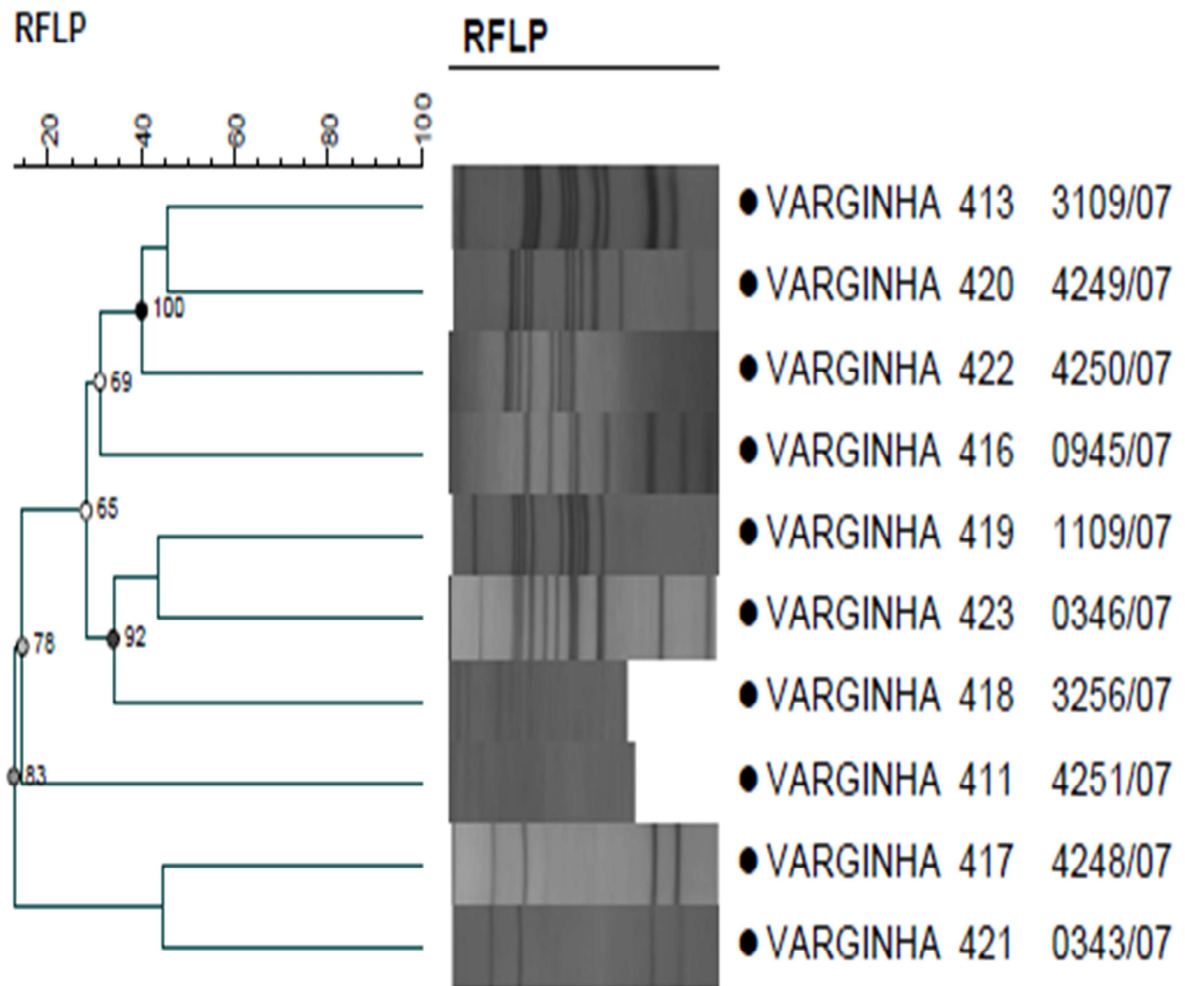 RFLP
RFLP
20 40 60 80 100
VARGINHA 413 3109/07
VARGINHA 420 4249/07
100
VARGINHA 422 4250/07
69
VARGINHA 416 0945/07
65
VARGINHA 419 1109/07
VARGINHA 423 0346/07
92
78
VARGINHA 418 3256/07
83
VARGINHA 411 4251/07
VARGINHA 417 4248/07
VARGINHA 421 0343/07